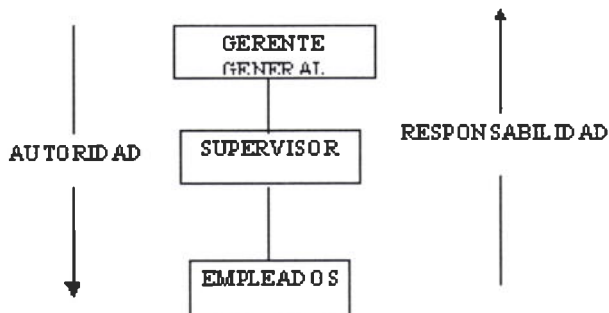 GERENTE
GENERAL
AUTORIDAD
SUPERVISOR
RESPONSABILIDAD
EMPLEADOS